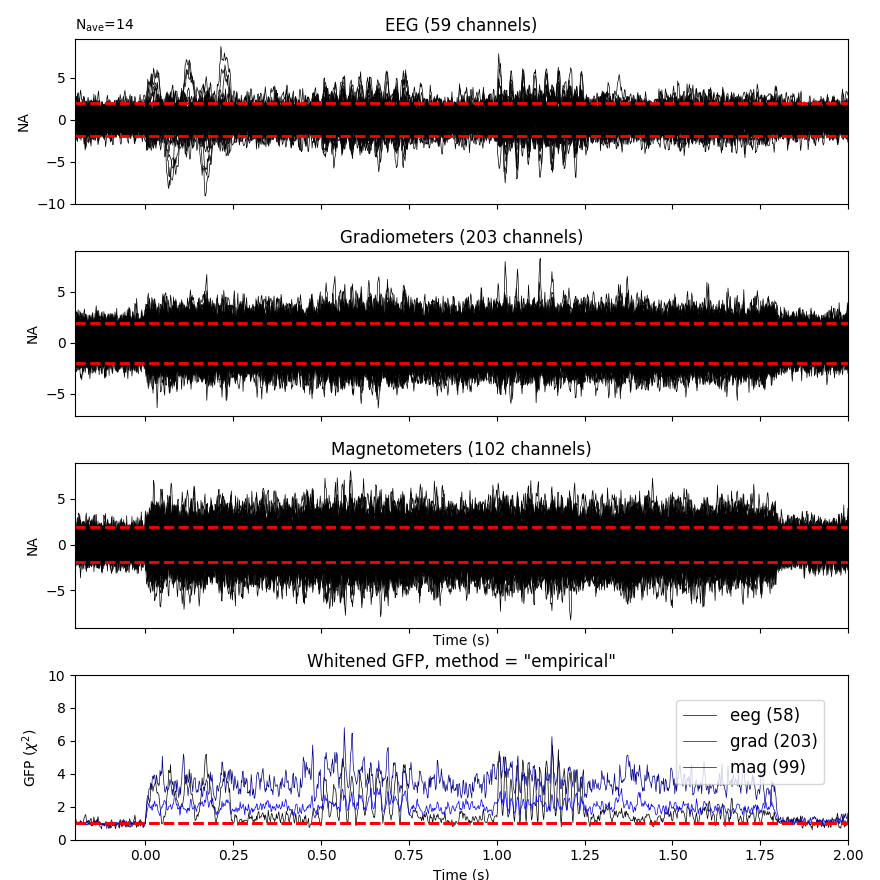 Nave=14
EEG (59 channels)
5
0
−5
−10
NA
Gradiometers (203 channels)
5
0
−5
NA
Magnetometers (102 channels)
5
0
−5
NA
Time (s)
Whitened GFP, method = "empirical"
10
8
6
4
2
0
GFP (χ²)
eeg (58)
grad (203)
mag (99)
0.00 0.25 0.50 0.75 1.00 1.25 1.50 1.75 2.00
Time (s)